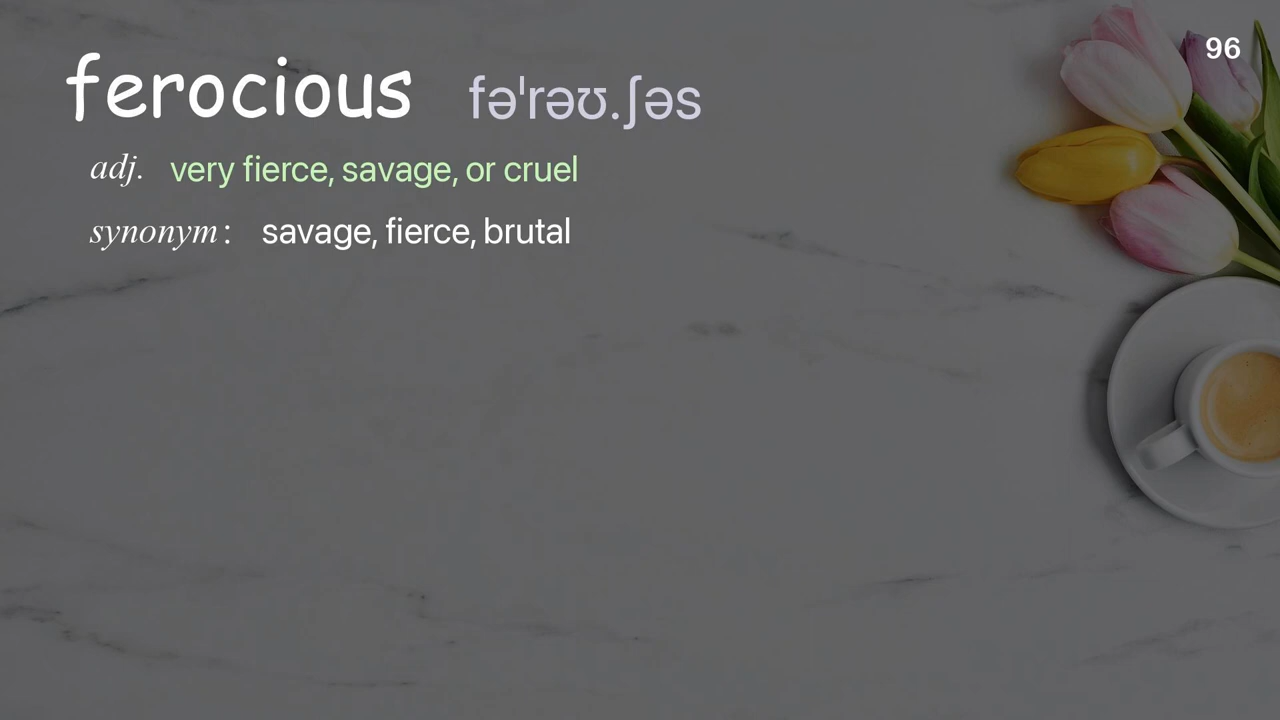 96
ferocious fəˈrəʊ.ʃəs
adj. very fierce, savage, or cruel
synonym: savage, fierce, brutal